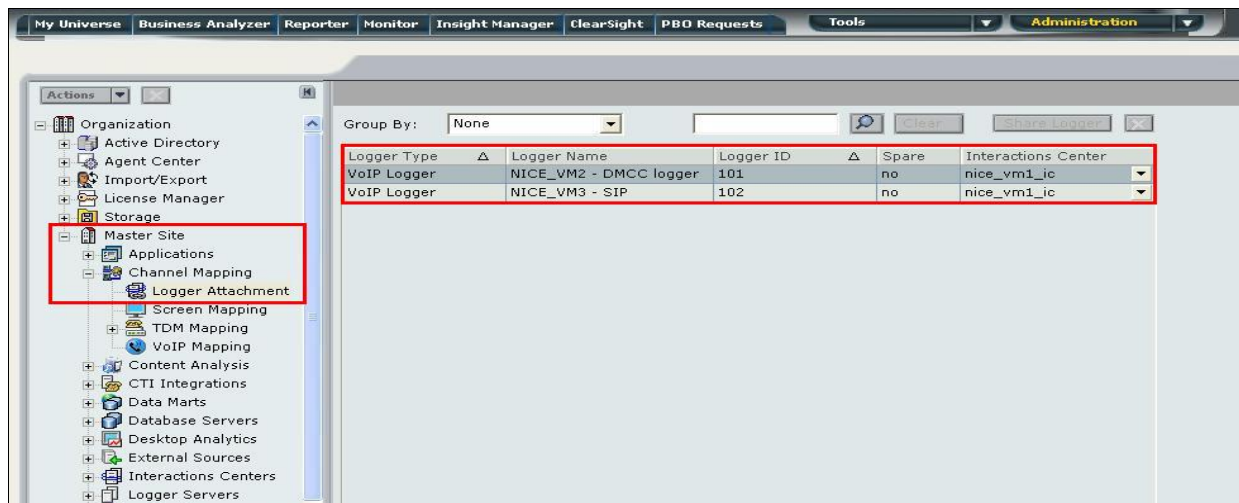 My Universe Business Analyzer Reporter Monitor Insight Manager ClearSight PBO Requests Tools Administration
Actions
Organization
Active Directory
Agent Center
Import/Export
License Manager
Storage
Master Site
Applications
Channel Mapping
Logger Attachment
Screen Mapping
TDM Mapping
VoIP Mapping
Content Analysis
CTI Integrations
Data Marts
Database Servers
Desktop Analytics
External Sources
Interactions Centers
Logger Servers
Group By: None Clear Share Logger
Logger Type Logger Name Logger ID Spare Interactions Center
VoIP Logger NICE_VM2 - DMCC logger 101 no nice_vm1_ic
VoIP Logger NICE_VM3 - SIP 102 no nice_vm1_ic